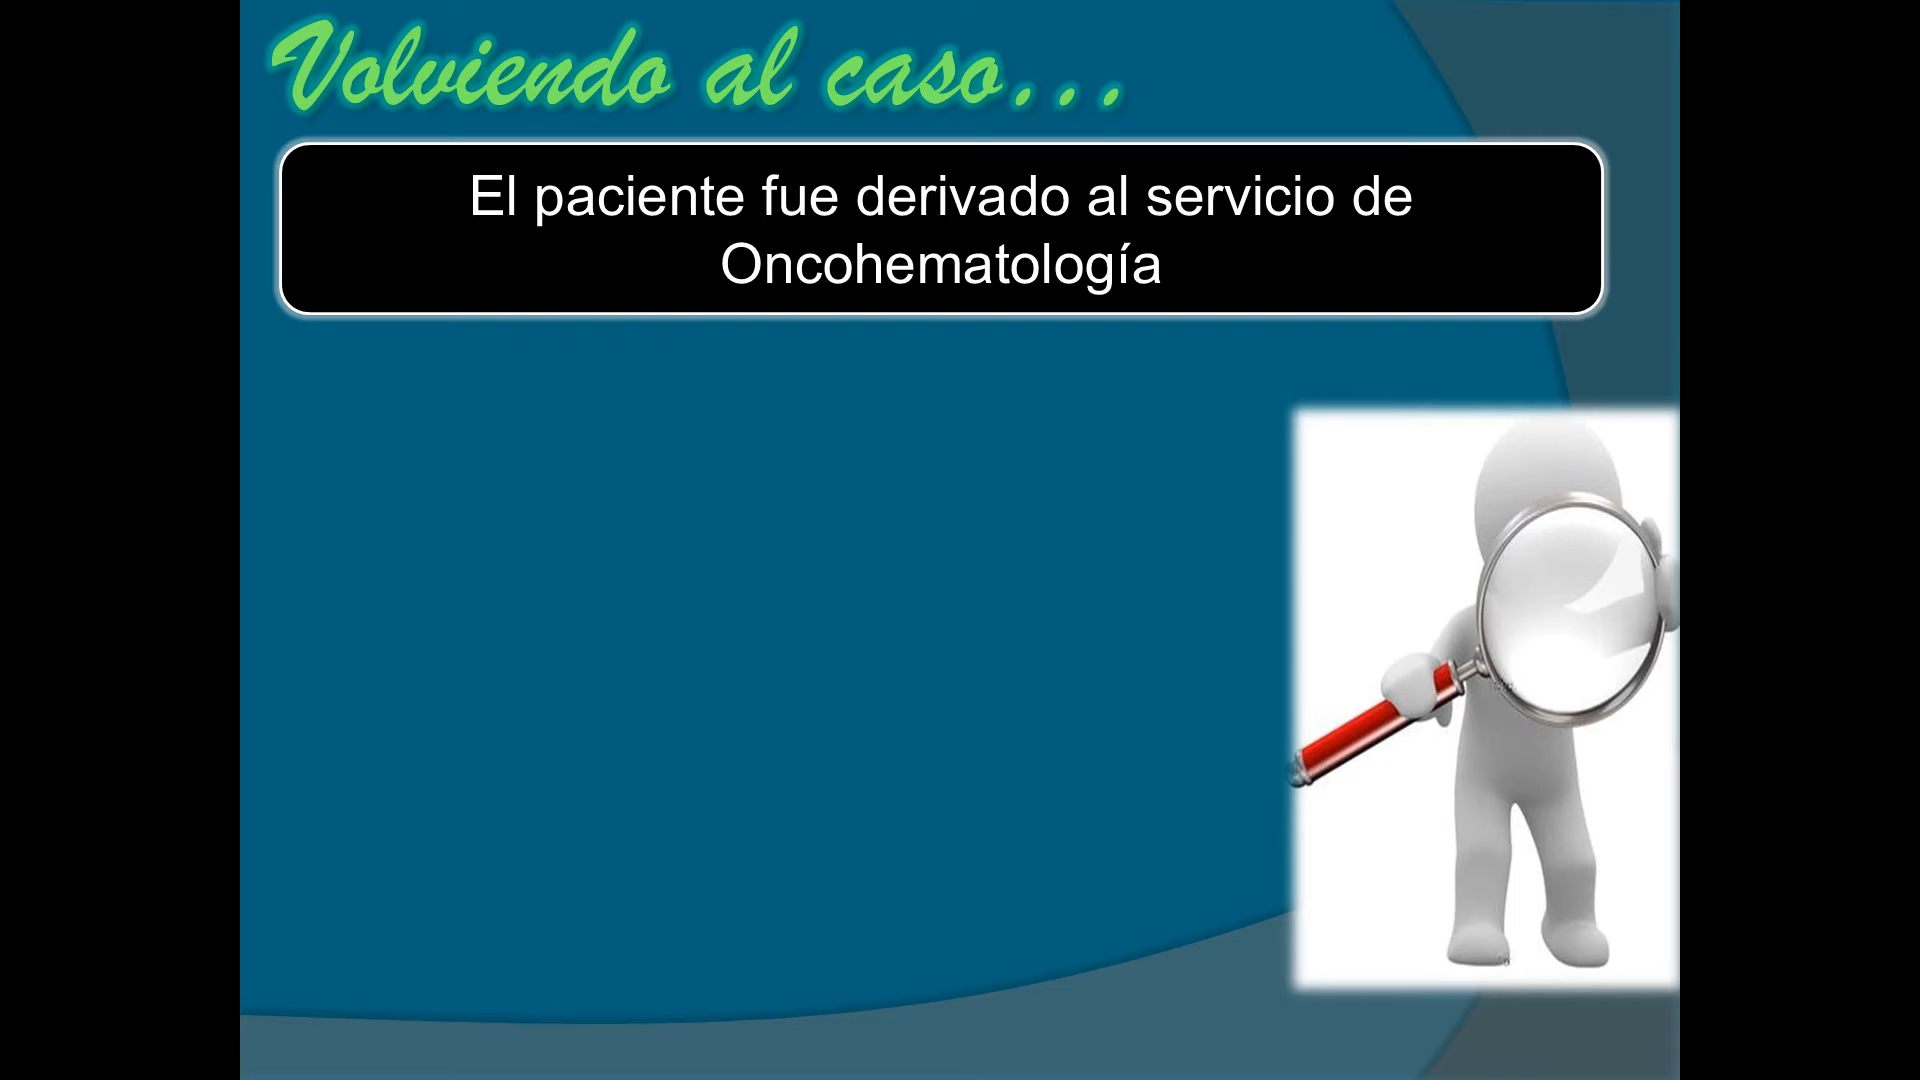 Volviendo al caso...
El paciente fue derivado al servicio de
Oncohematología